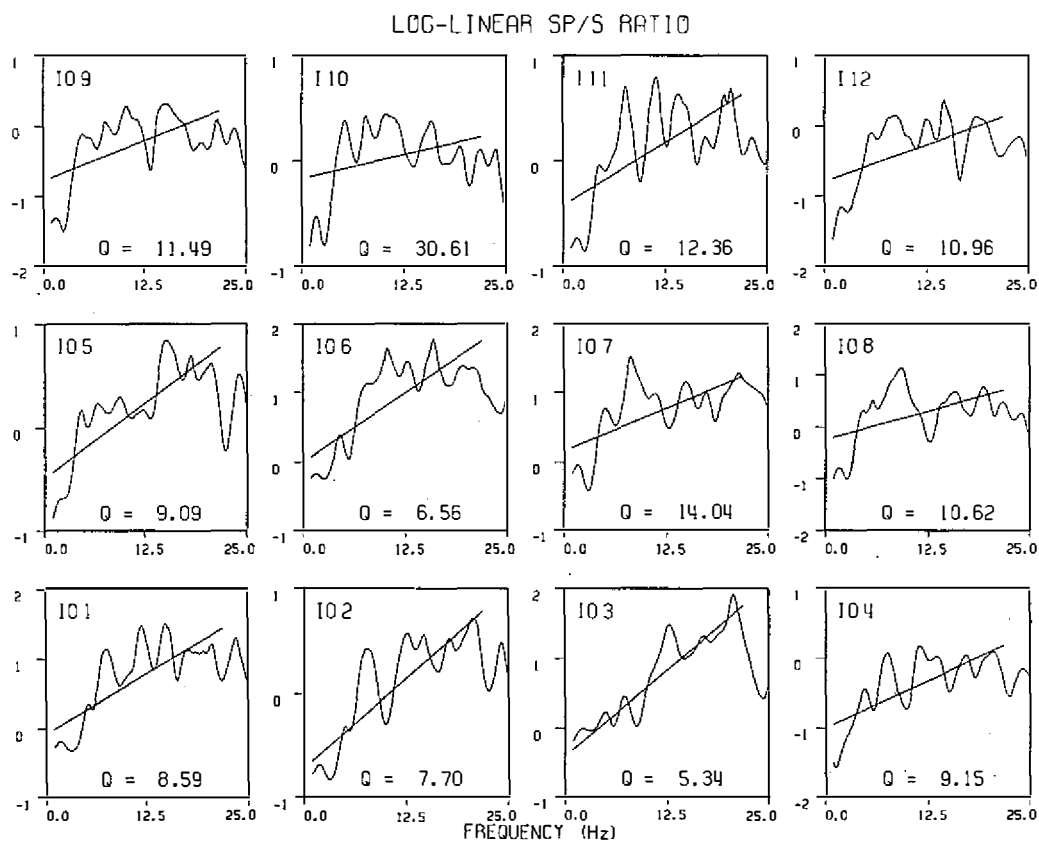 LOG-LINEAR SP/S RATIO
I09 I10 I11 I12
1 1 1 1
0 0 0 0
-1 -1
Q = 11.49 Q = 30.61 Q = 12.36 Q = 10.96
-2 -1 -1 -2
0.0 12.5 25.0 0.0 12.5 25.0 0.0 12.5 25.0 0.0 12.5 25.0
1 2 2 2
I05 I06 I07 I08
1 1 1
0 0 0 0
-1
Q = 9.09 Q = 6.56 Q = 14.04 Q = 10.62
-1 -1 -1 -2
0.0 12.5 25.0 0.0 12.5 25.0 0.0 12.5 25.0 0.0 12.5 25.0
2 1 2 1
I01 I02 I03 I04
1 1 0
0 0 0 -1
Q = 8.59 Q = 7.70 Q = 5.34 Q = 9.15
-1 -1 -1 -2
0.0 12.5 25.0 0.0 12.5 25.0 0.0 12.5 25.0 0.0 12.5 25.0
FREQUENCY (Hz)